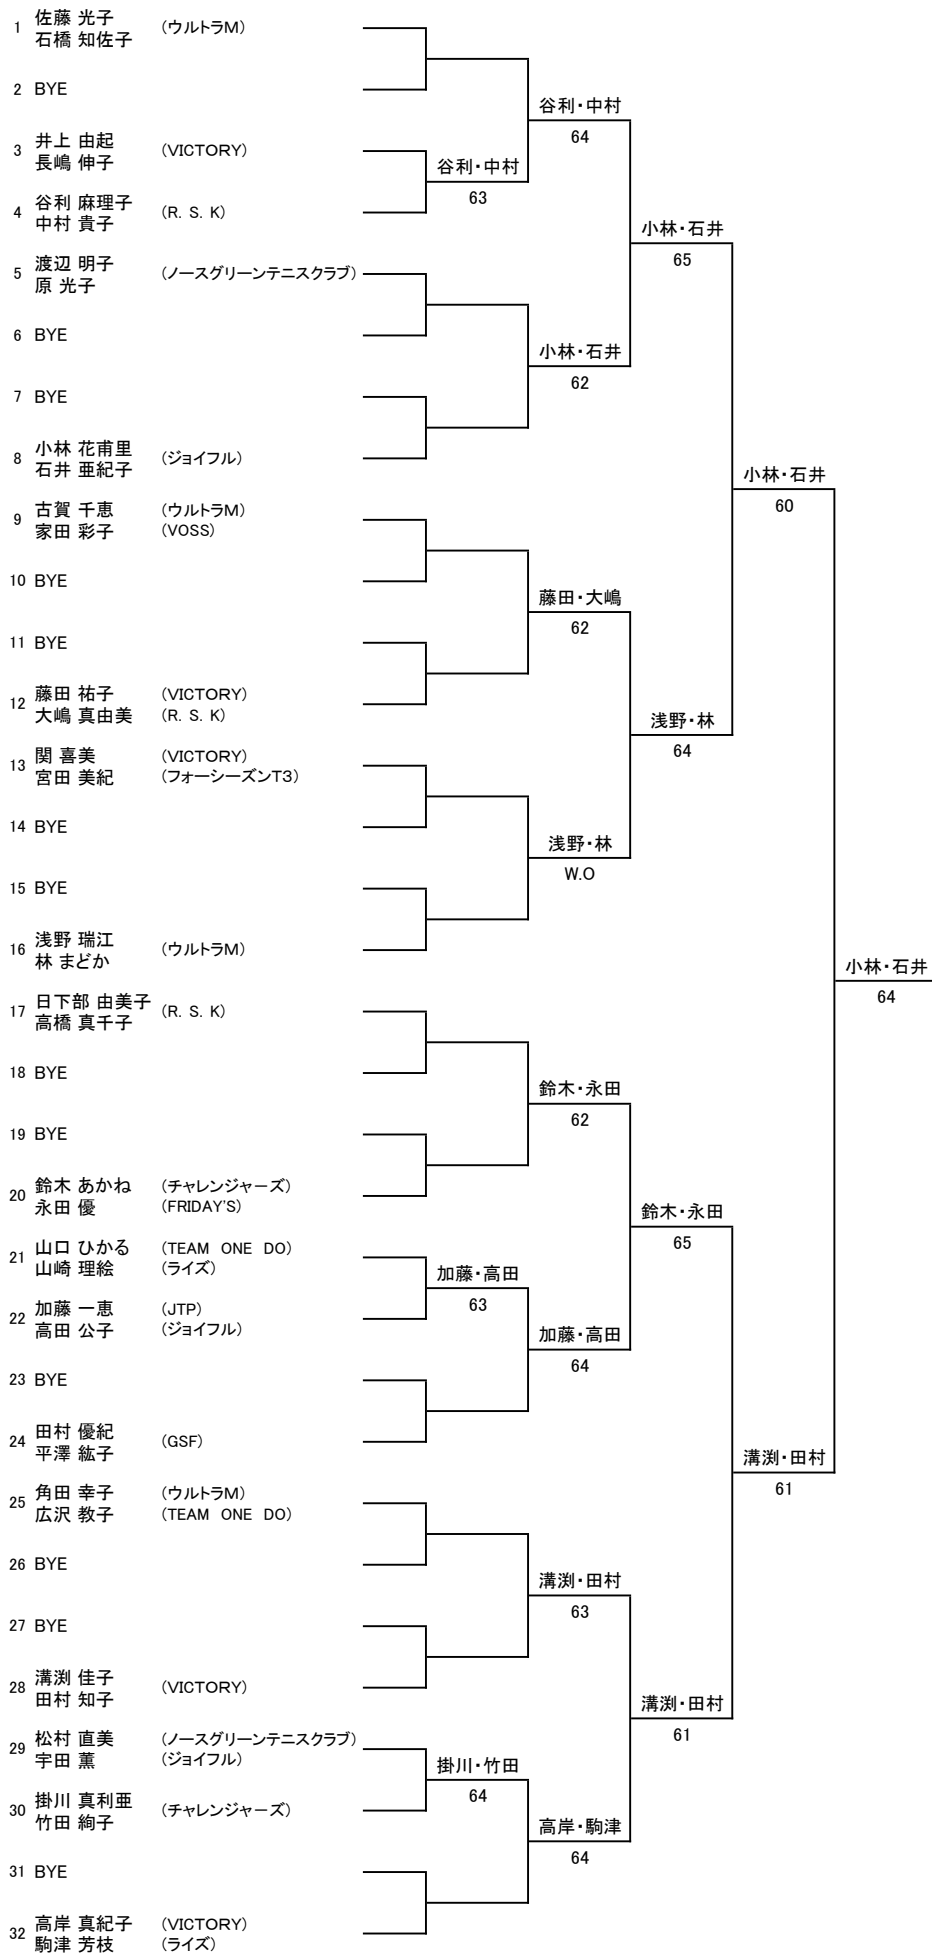 1 佐藤 光子 (ウルトラM)
石橋 知佐子
2 BYE
谷利・中村
64
3 井上 由起 (VICTORY)
長嶋 伸子
谷利・中村
63
4 谷利 麻理子 (R. S. K)
中村 貴子
小林・石井
65
5 渡辺 明子 (ノースグリーンテニスクラブ)
原 光子
6 BYE
小林・石井
62
7 BYE
8 小林 花甫里 (ジョイフル)
石井 亜紀子
小林・石井
60
9 古賀 千恵 (ウルトラM)
家田 彩子 (VOSS)
10 BYE
藤田・大嶋
62
11 BYE
12 藤田 祐子 (VICTORY)
大嶋 真由美 (R. S. K)
浅野・林
64
13 関 喜美 (VICTORY)
宮田 美紀 (フォーシーズンT3)
14 BYE
浅野・林
W.O
15 BYE
16 浅野 瑞江 (ウルトラM)
林 まどか
小林・石井
64
17 日下部 由美子 (R. S. K)
高橋 真千子
18 BYE
鈴木・永田
62
19 BYE
20 鈴木 あかね (チャレンジャーズ)
永田 優 (FRIDAY'S)
鈴木・永田
65
21 山口 ひかる (TEAM ONE DO)
山崎 理絵 (ライズ)
加藤・高田
63
22 加藤 一恵 (JTP)
高田 公子 (ジョイフル)
加藤・高田
64
23 BYE
24 田村 優紀 (GSF)
平澤 紘子
溝渕・田村
61
25 角田 幸子 (ウルトラM)
広沢 教子 (TEAM ONE DO)
26 BYE
溝渕・田村
63
27 BYE
28 溝渕 佳子 (VICTORY)
田村 知子
溝渕・田村
61
29 松村 直美 (ノースグリーンテニスクラブ)
宇田 薫 (ジョイフル)
掛川・竹田
64
30 掛川 真利亜 (チャレンジャーズ)
竹田 絢子
高岸・駒津
64
31 BYE
32 高岸 真紀子 (VICTORY)
駒津 芳枝 (ライズ)